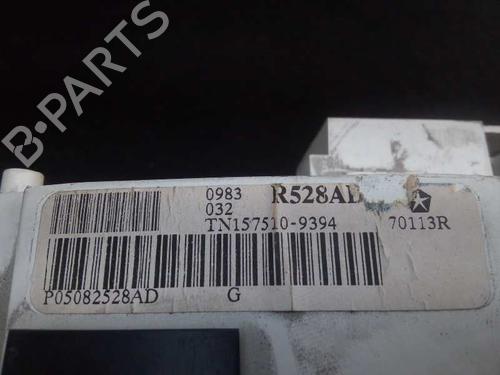 B-PARTS
0983 R528AD
032
TN157510-9394 70113R
P05082528AD G